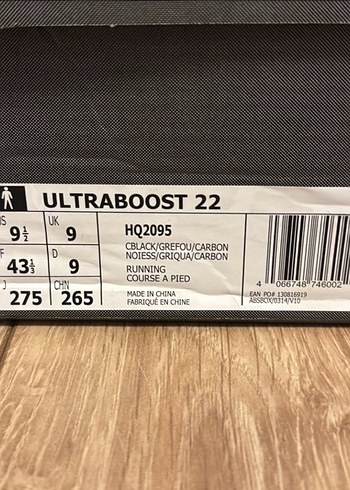 ULTRABOOST 22
US 9½ UK 9
F 43⅓ D 9
J 275 CHN 265
HQ2095
CBLACK/GREFOU/CARBON
NOIESS/GRIQUA/CARBON
RUNNING
COURSE A PIED
MADE IN CHINA
FABRIQUÉ EN CHINE
4 066748 746002
EAN PO# 130816919
ABSBOX/0314/V10